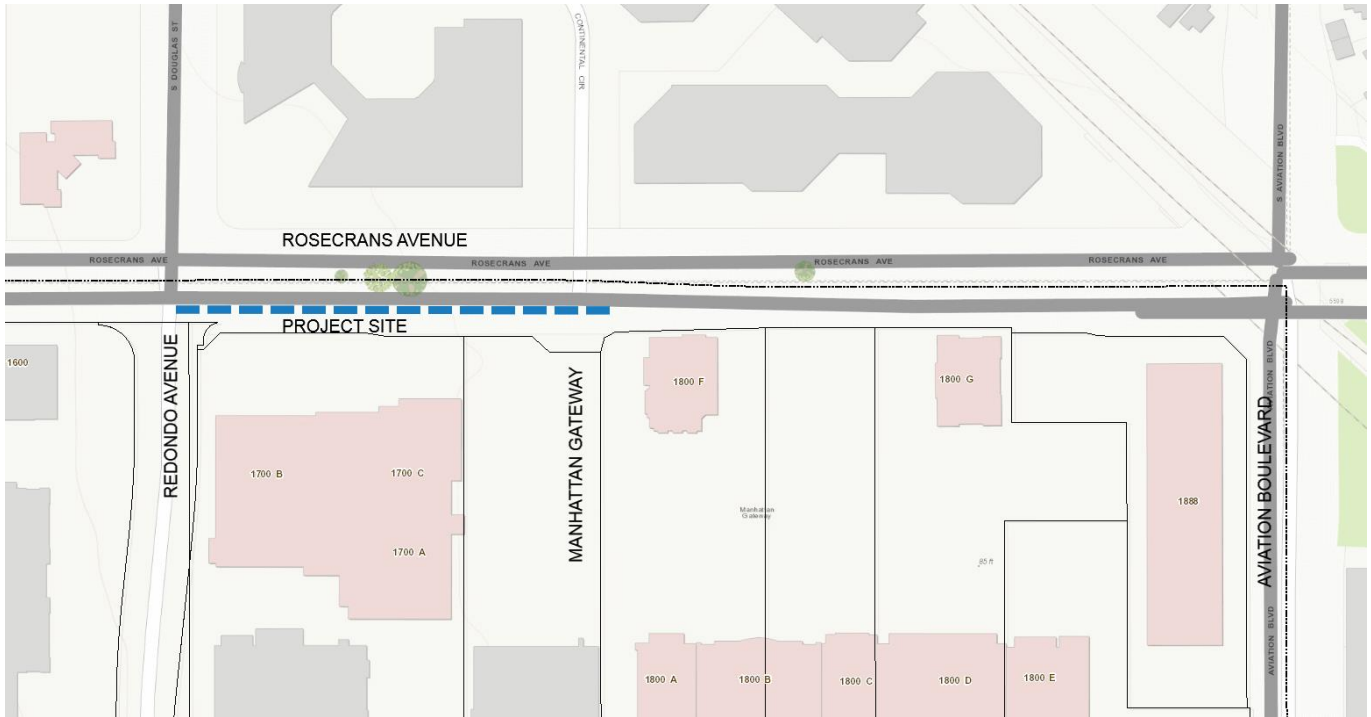 S DOUGLAS ST
CONTINENTAL CIR
S AVIATION BLVD
ROSECRANS AVENUE
ROSECRANS AVE
ROSECRANS AVE
ROSECRANS AVE
ROSECRANS AVE
PROJECT SITE
1600
REDONDO AVENUE
MANHATTAN GATEWAY
1800 F
1800 G
AVIATION BLVD
AVIATION BOULEVARD
1700 B
1700 C
1700 A
Manhattan
Gateway
65 ft
1888
AVIATION BLVD
1800 A
1800 B
1800 C
1800 D
1800 E